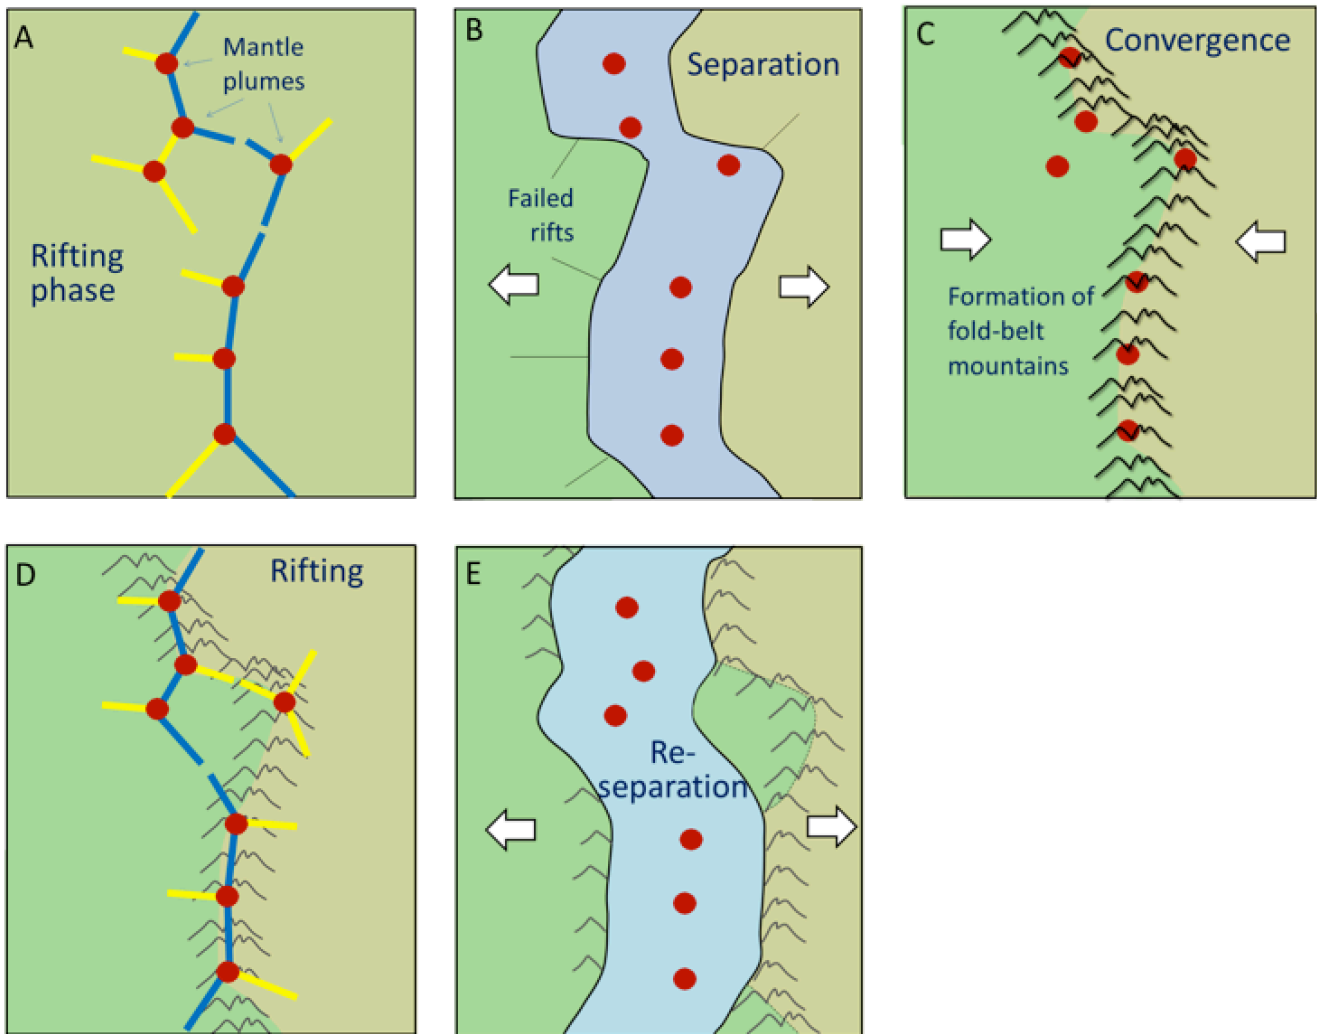 A
Mantle
plumes
Rifting
phase
B
Separation
Failed
rifts
C
Convergence
Formation of
fold-belt
mountains
D
Rifting
E
Re-
separation